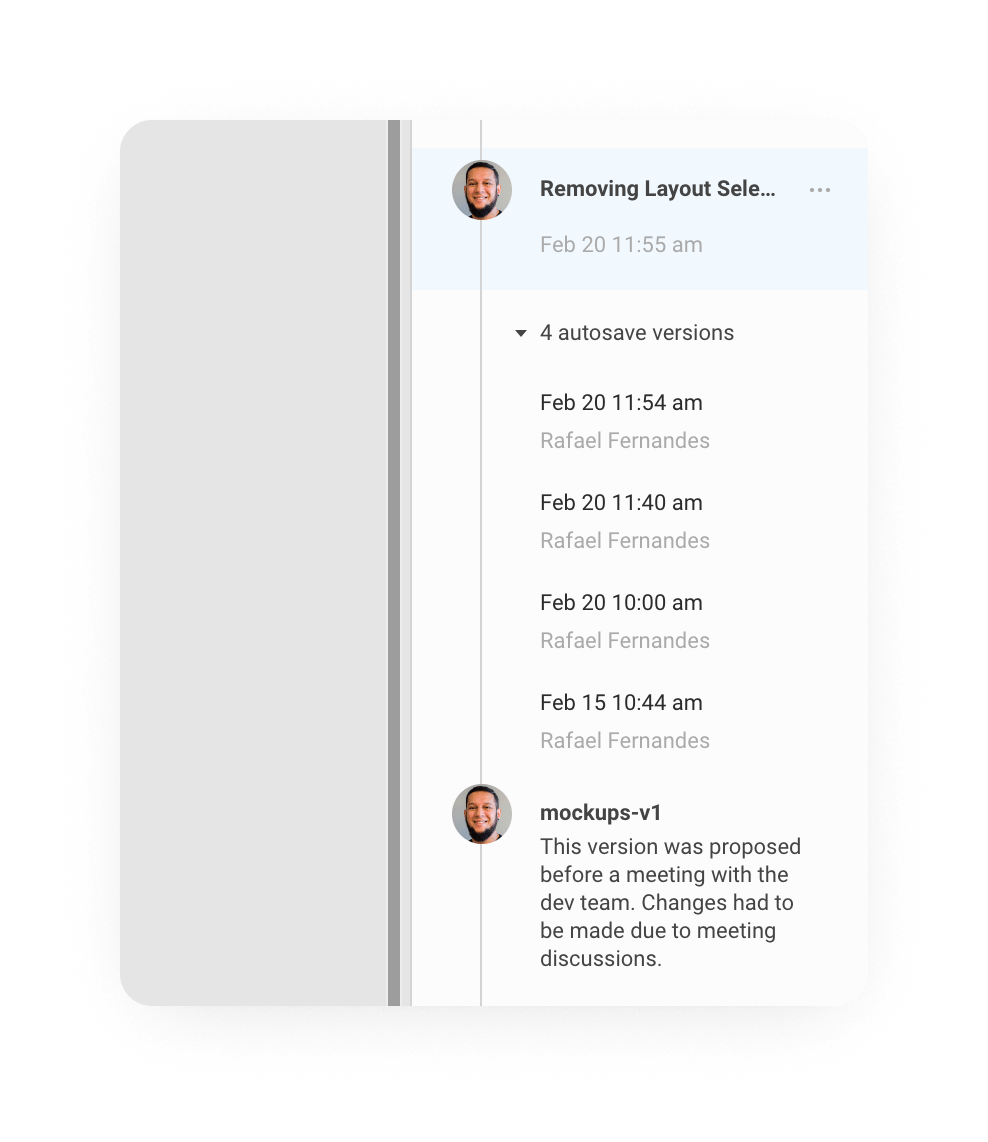 Removing Layout Sele...
Feb 20 11:55 am
4 autosave versions
Feb 20 11:54 am
Rafael Fernandes
Feb 20 11:40 am
Rafael Fernandes
Feb 20 10:00 am
Rafael Fernandes
Feb 15 10:44 am
Rafael Fernandes
mockups-v1
This version was proposed
before a meeting with the
dev team. Changes had to
be made due to meeting
discussions.